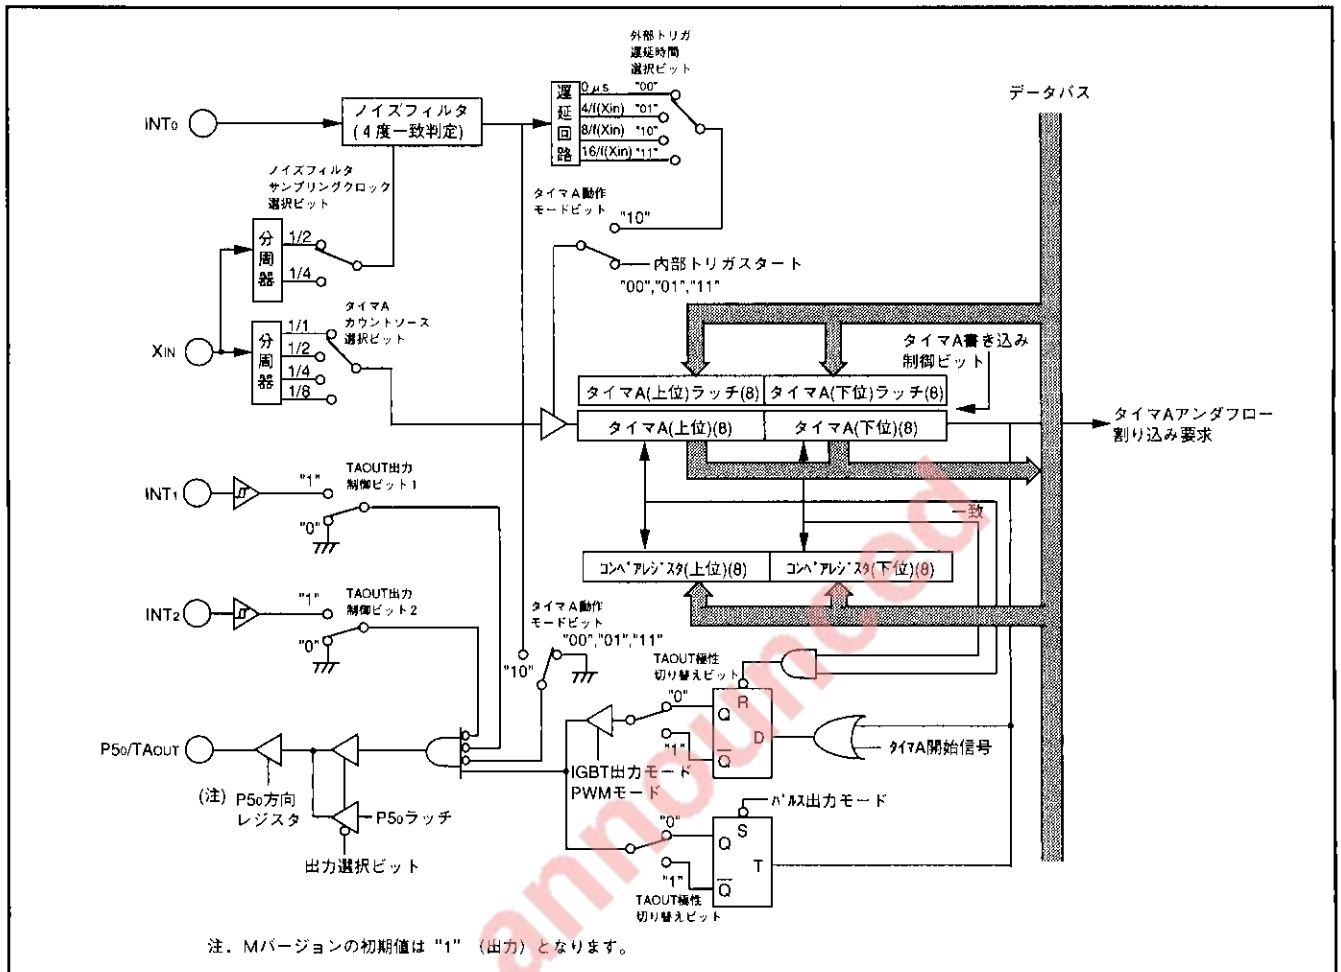 外部トリガ
遅延時間
選択ビット
データバス
INT0
ノイズフィルタ
(4度一致判定)
遅延回路
0μs "00"
4/f(Xin) "01"
8/f(Xin) "10"
16/f(Xin) "11"
ノイズフィルタ
サンプリングクロック
選択ビット
タイマA動作
モードビット
"10"
分周器
1/2
1/4
内部トリガスタート
"00","01","11"
タイマA
カウントソース
選択ビット
XIN
分周器
1/1
1/2
1/4
1/8
タイマA書き込み
制御ビット
タイマA(上位)ラッチ(8)
タイマA(下位)ラッチ(8)
タイマA(上位)(8)
タイマA(下位)(8)
タイマAアンダフロー
割り込み要求
INT1
"1"
TAOUT出力
制御ビット1
"0"
一致
コンペアレジスタ(上位)(8)
コンペアレジスタ(下位)(8)
INT2
"1"
TAOUT出力
制御ビット2
"0"
タイマA動作
モードビット
"00","01","11"
"10"
TAOUT極性
切り替えビット
"0"
R
Q
D
"1"
Q
タイマA開始信号
IGBT出力モード
PWMモード
P50/TAOUT
(注)
P50方向
レジスタ
P50ラッチ
出力選択ビット
パルス出力モード
"0"
S
Q
T
"1"
Q
TAOUT極性
切り替えビット
注．Mバージョンの初期値は "1" （出力）となります。
announced